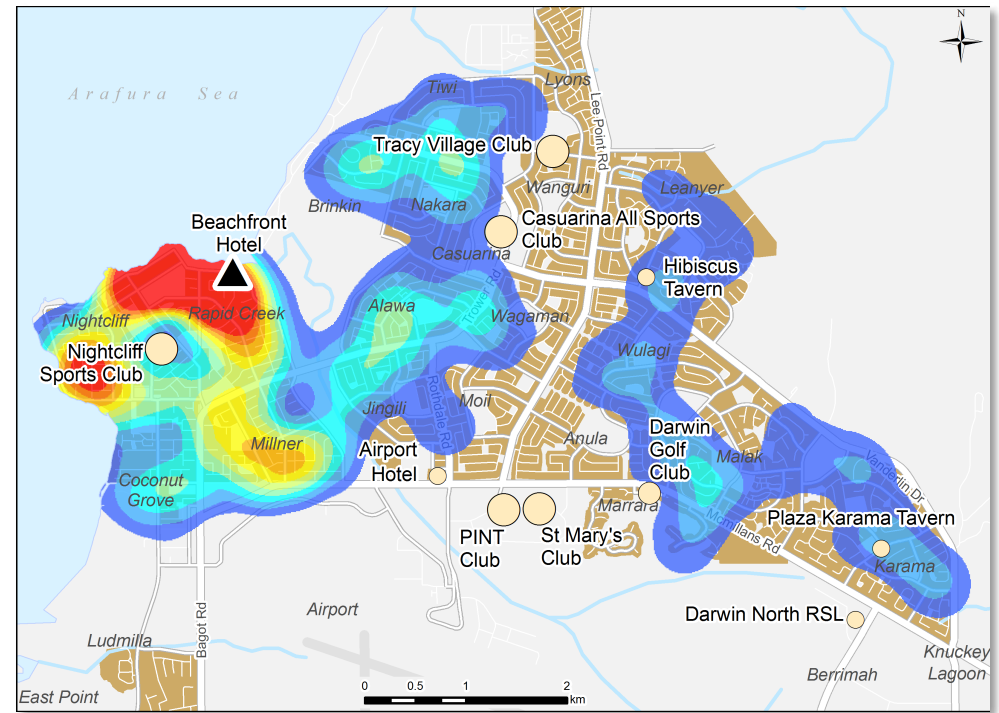 N
Arafura Sea
Tiwi
Lyons
Lee Point Rd
Tracy Village Club
Wanguri
Leanyer
Brinkin
Nakara
Beachfront
Hotel
Casuarina All Sports
Club
Casuarina
Hibiscus
Tavern
Trower Rd
Alawa
Rapid Creek
Nightcliff
Wagaman
Nightcliff
Sports Club
Wulagi
Rothdale Rd
Moil
Jingili
Millner
Anula
Darwin
Golf
Club
Malak
Airport
Hotel
Vanderlin Dr
Coconut
Grove
Marrara
Mcmillans Rd
Plaza Karama Tavern
PINT
Club
St Mary's
Club
Karama
Airport
Bagot Rd
Darwin North RSL
Ludmilla
Knuckey
Lagoon
Berrimah
East Point
0 0.5 1 2
km